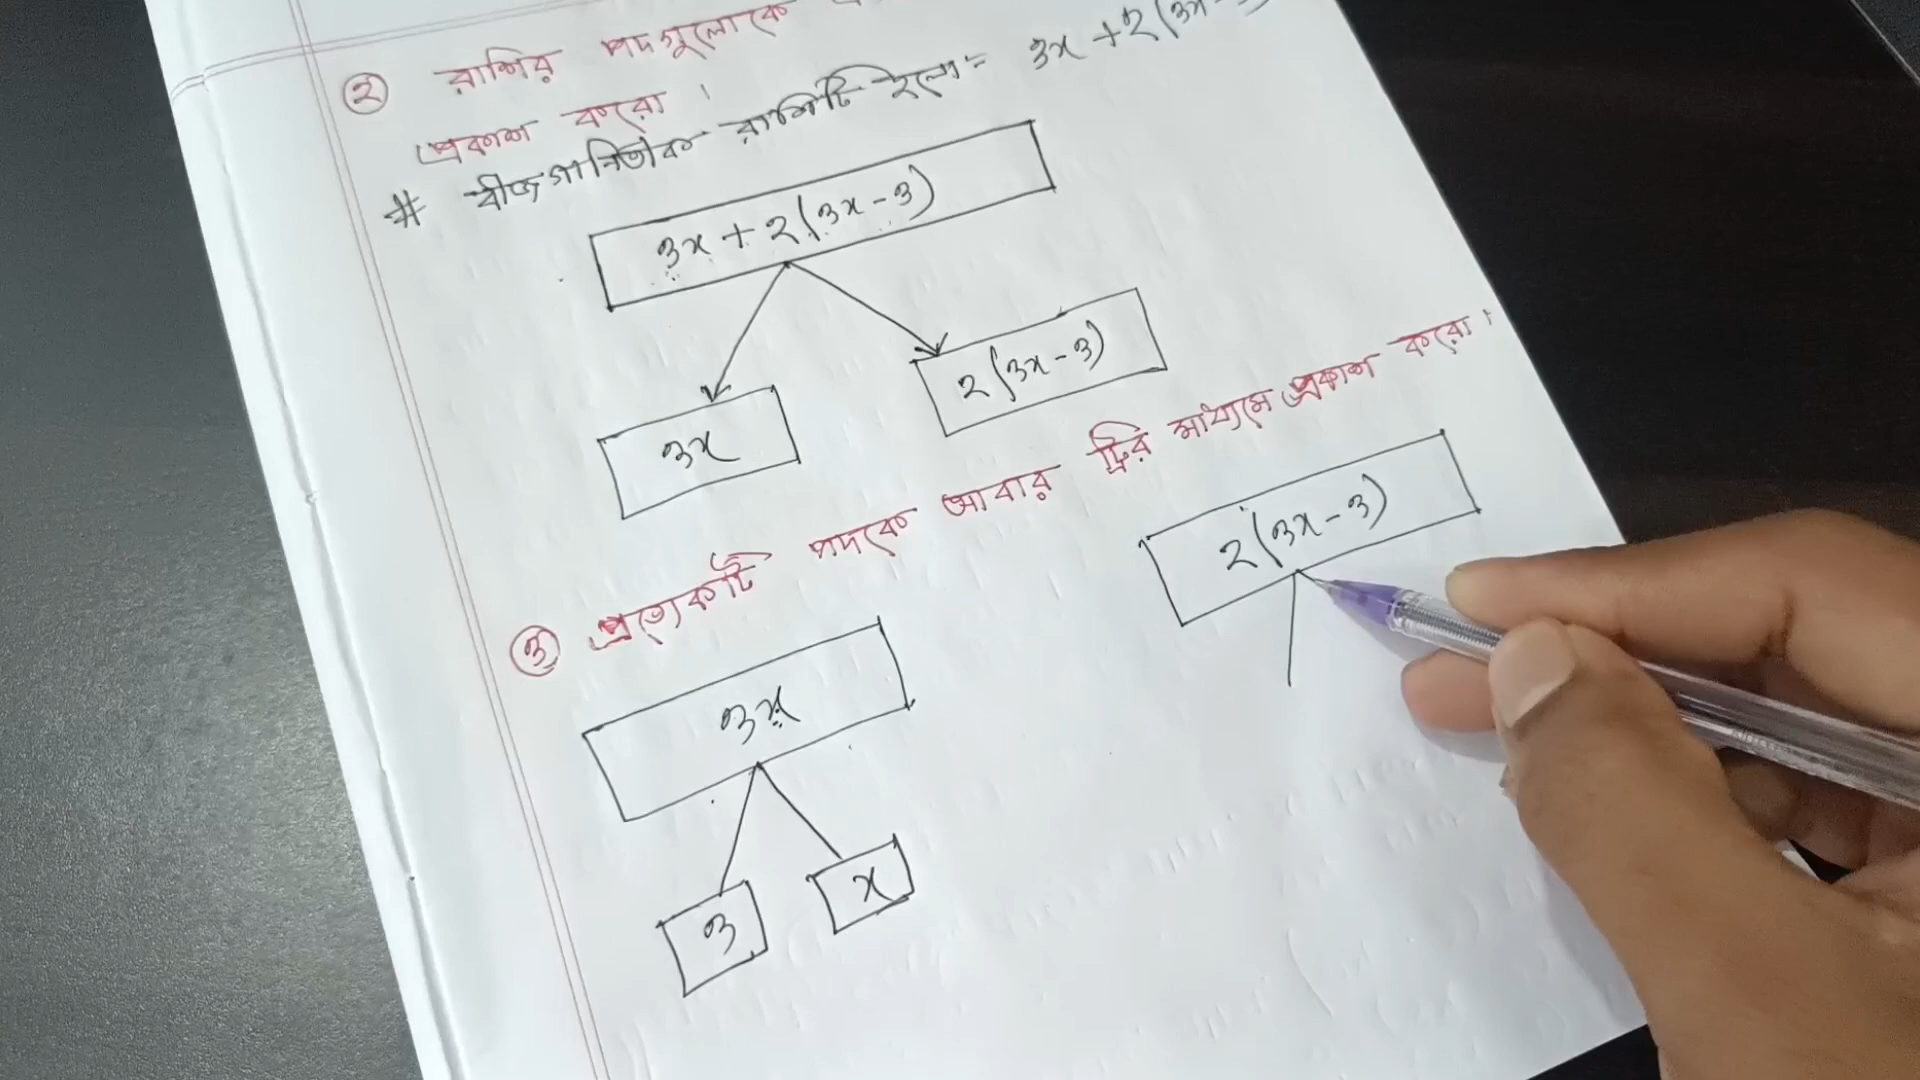 ② রাশির পদগুলোকে
প্রকাশ করো।
# বীজগানিতীক রাশিটি হলো= 3x + 2(3x -
3x + 2(3x - 3)
3x
2(3x - 3)
③ প্রত্যেকটি পদকে আবার ট্রির মাধ্যমে প্রকাশ করো।
3x
2(3x - 3)
3
x